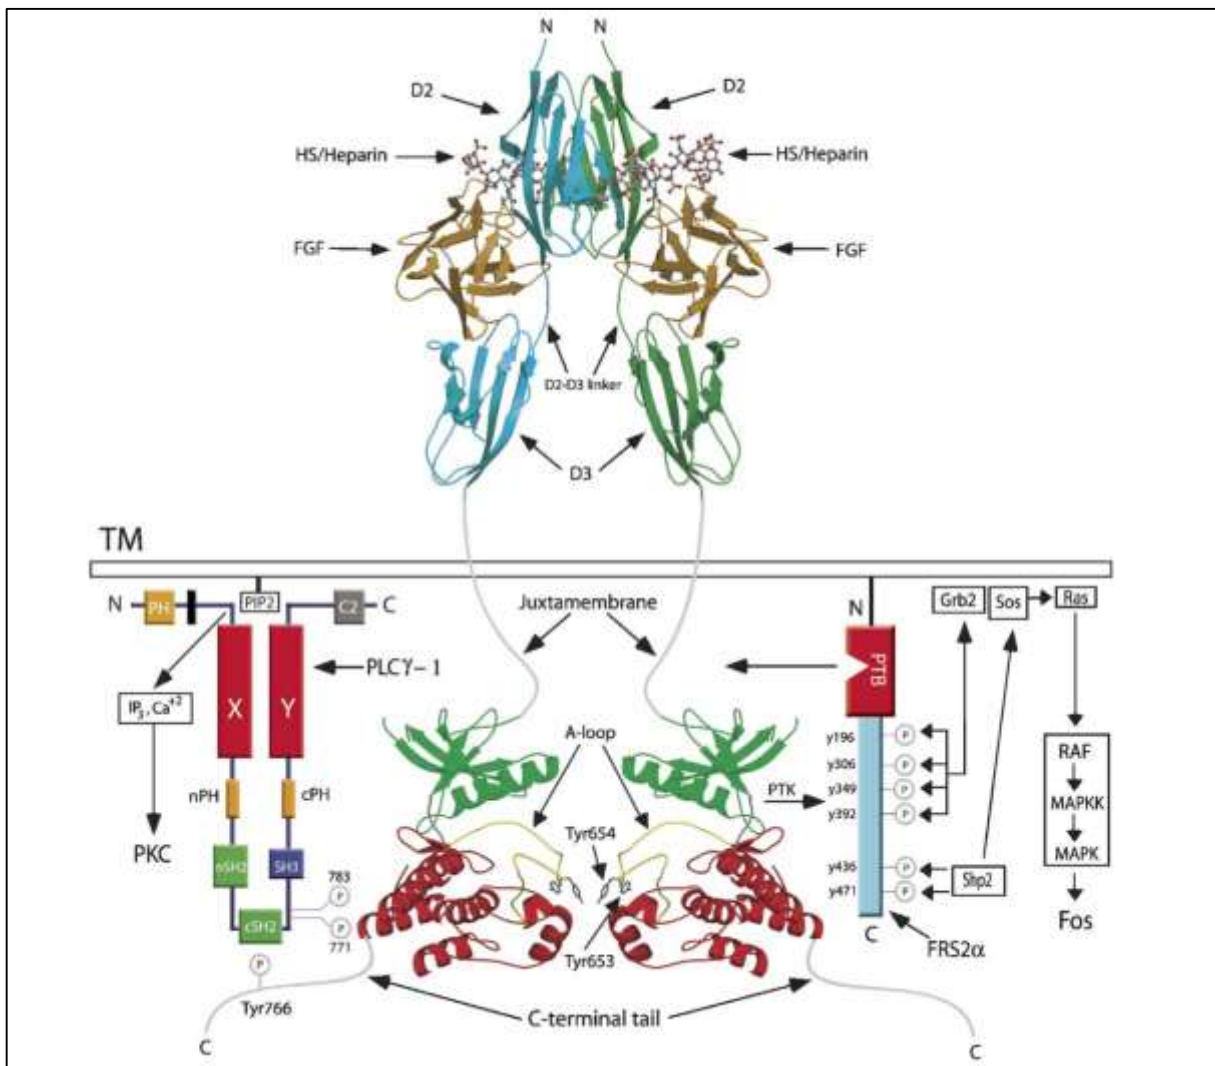 N
N
D2
D2
HS/Heparin
HS/Heparin
FGF
FGF
D2-D3 linker
D3
TM
N
PH
PIP2
C2
C
Juxtamembrane
N
Grb2
Sos
Ras
PLCγ-1
PTB
IP3, Ca+2
X
Y
A-loop
y196
P
y306
P
RAF
nPH
cPH
PTK
y349
P
MAPKK
y392
P
PKC
Tyr654
MAPK
nSH2
SH3
y436
P
Shp2
783
P
y471
P
Fos
cSH2
P
771
C
FRS2α
P
Tyr653
Tyr766
C-terminal tail
C
C